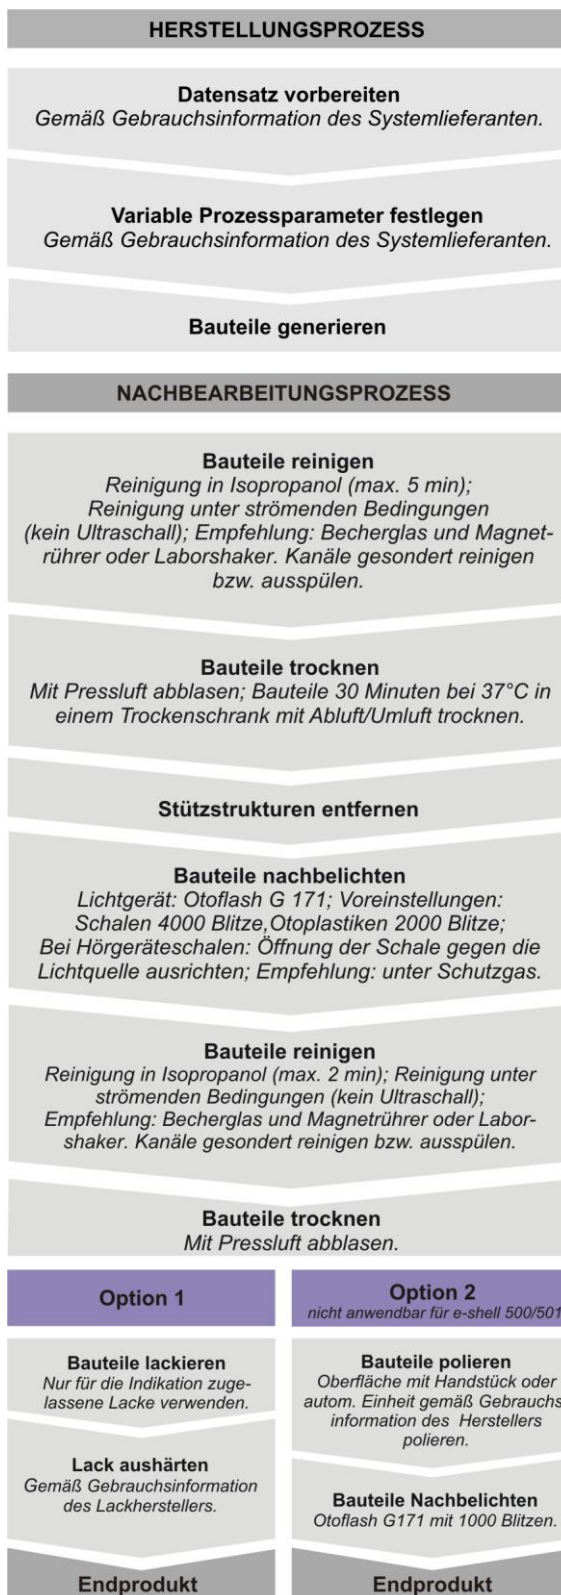 HERSTELLUNGSPROZESS
Datensatz vorbereiten
Gemäß Gebrauchsinformation des Systemlieferanten.
Variable Prozessparameter festlegen
Gemäß Gebrauchsinformation des Systemlieferanten.
Bauteile generieren
NACHBEARBEITUNGSPROZESS
Bauteile reinigen
Reinigung in Isopropanol (max. 5 min);
Reinigung unter strömenden Bedingungen
(kein Ultraschall); Empfehlung: Becherglas und Magnet-
rührer oder Laborshaker. Kanäle gesondert reinigen
bzw. ausspülen.
Bauteile trocknen
Mit Pressluft abblasen; Bauteile 30 Minuten bei 37°C in
einem Trockenschrank mit Abluft/Umluft trocknen.
Stützstrukturen entfernen
Bauteile nachbelichten
Lichtgerät: Otoflash G 171; Voreinstellungen:
Schalen 4000 Blitze,Otoplastiken 2000 Blitze;
Bei Hörgeräteschalen: Öffnung der Schale gegen die
Lichtquelle ausrichten; Empfehlung: unter Schutzgas.
Bauteile reinigen
Reinigung in Isopropanol (max. 2 min); Reinigung unter
strömenden Bedingungen (kein Ultraschall);
Empfehlung: Becherglas und Magnetrührer oder Labor-
shaker. Kanäle gesondert reinigen bzw. ausspülen.
Bauteile trocknen
Mit Pressluft abblasen.
Option 1
Bauteile lackieren
Nur für die Indikation zuge-
lassene Lacke verwenden.
Lack aushärten
Gemäß Gebrauchsinformation
des Lackherstellers.
Endprodukt
Option 2
nicht anwendbar für e-shell 500/501
Bauteile polieren
Oberfläche mit Handstück oder
autom. Einheit gemäß Gebrauchs
information des Herstellers
polieren.
Bauteile Nachbelichten
Otoflash G171 mit 1000 Blitzen.
Endprodukt